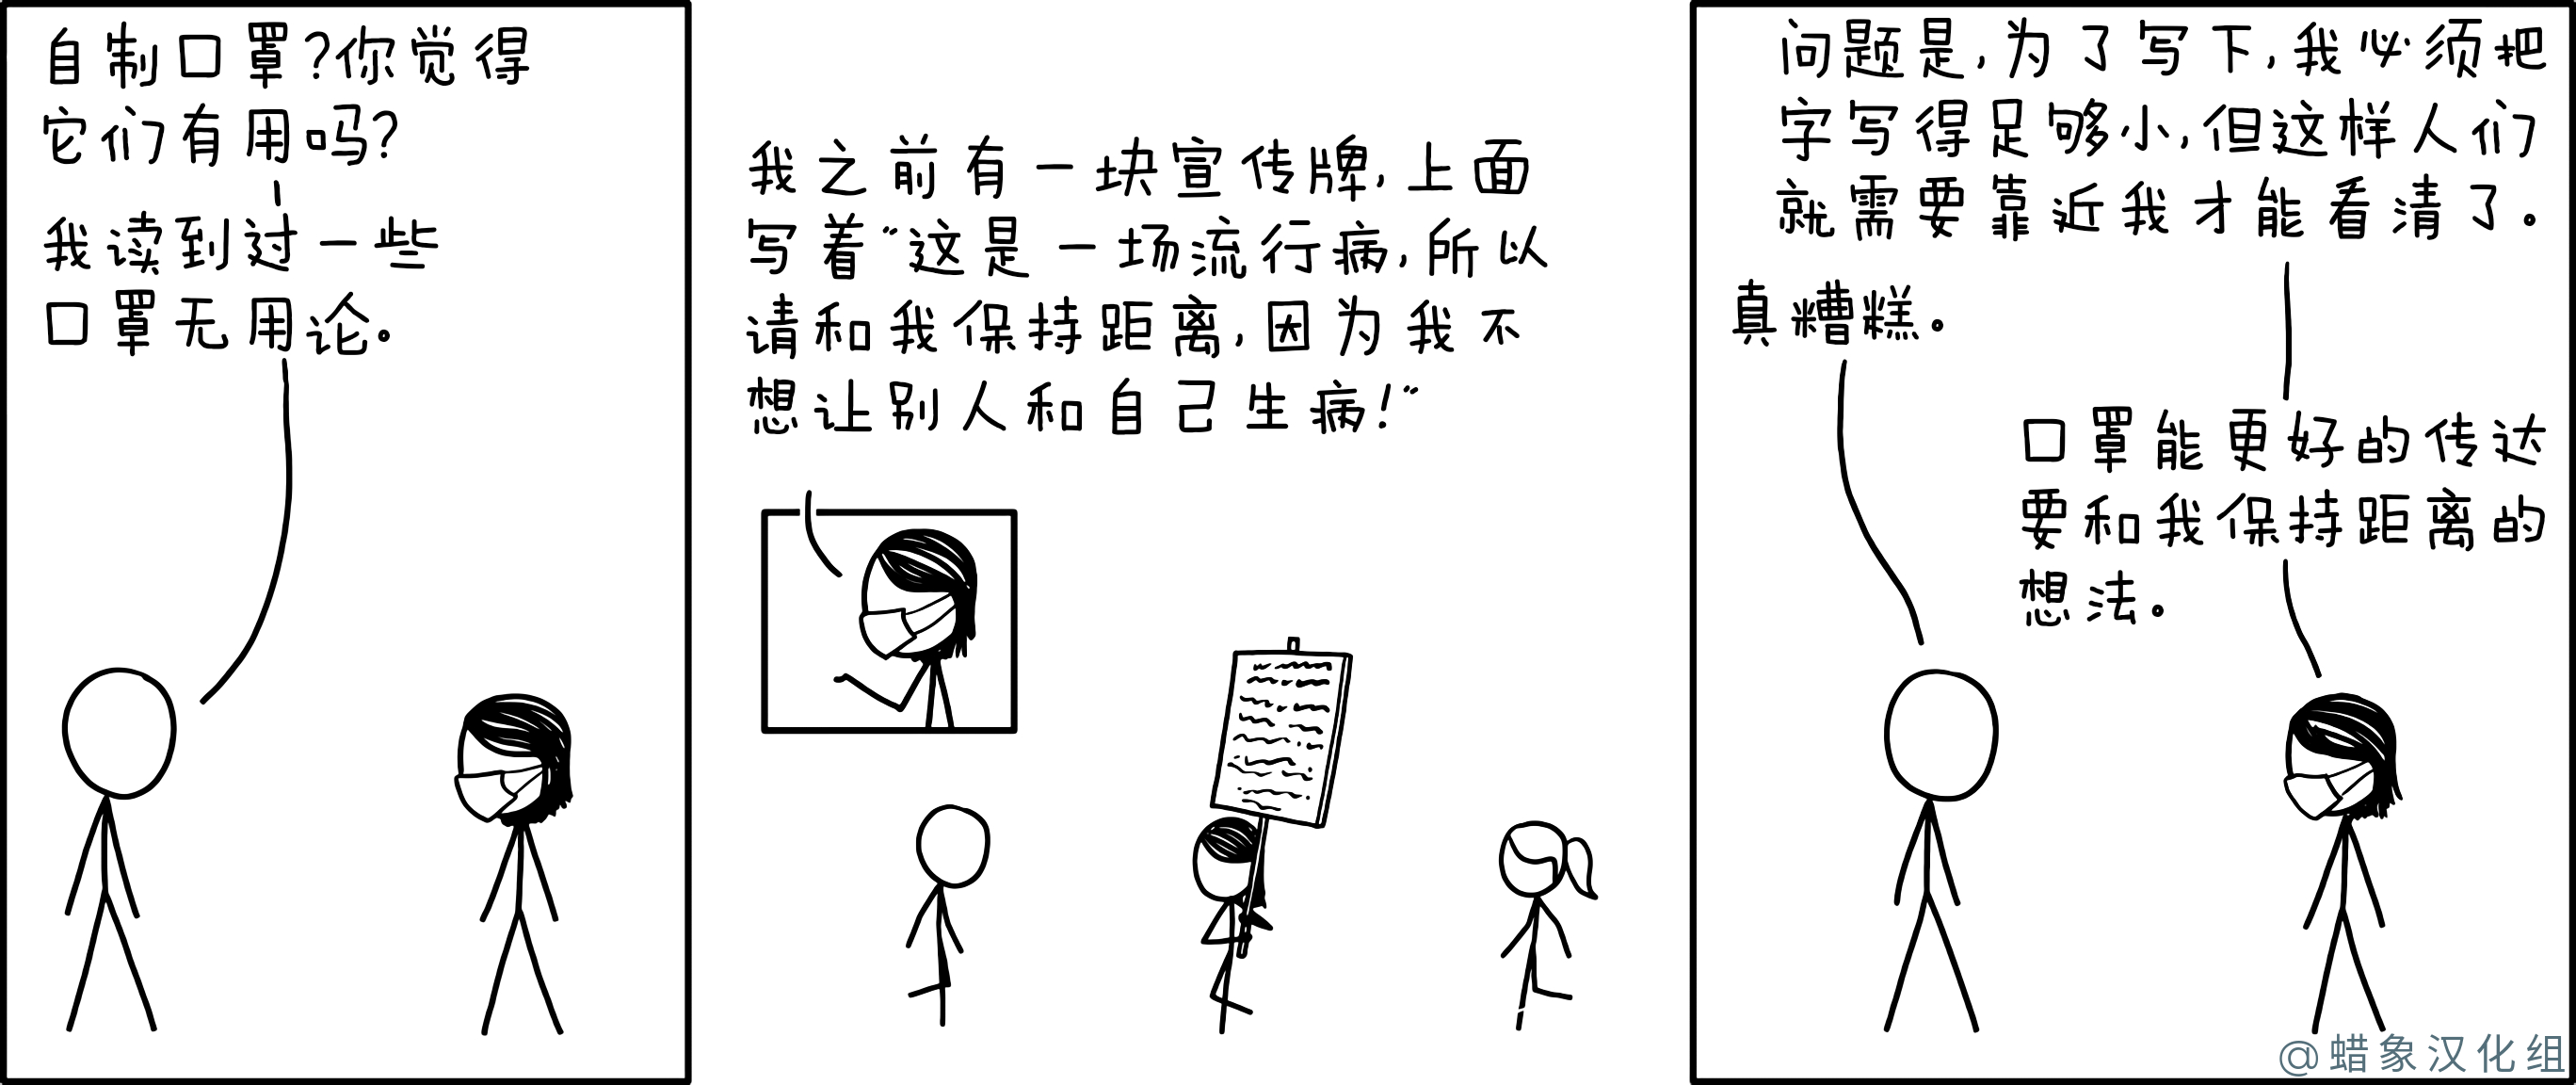 自制口罩?你觉得
它们有用吗?
我读到过一些
口罩无用论。
我之前有一块宣传牌,上面
写着“这是一场流行病,所以
请和我保持距离,因为我不
想让别人和自己生病!”
问题是,为了写下,我必须把
字写得足够小,但这样人们
就需要靠近我才能看清了。
真糟糕。
口罩能更好的传达
要和我保持距离的
想法。
@蜡象汉化组